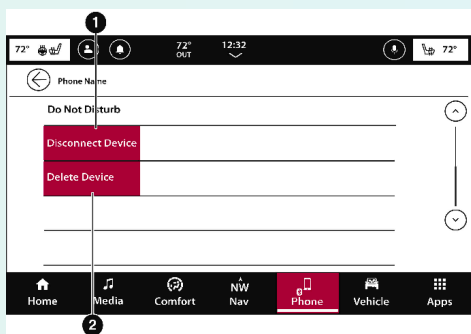 1
72° 72° OUT 12:32 72°
Phone Name
Do Not Disturb
Disconnect Device
Delete Device
NW
Home Media Comfort Nav Phone Vehicle Apps
2